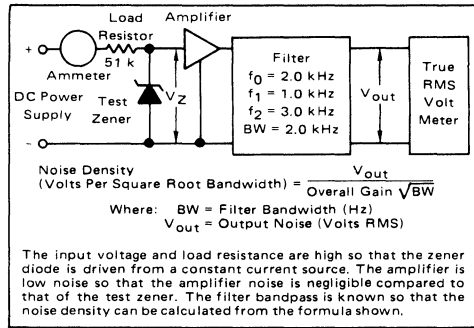 Load
Resistor
51 k
Amplifier
+
Ammeter
DC Power
Supply
-
Test
Zener
VZ
Filter
f0 = 2.0 kHz
f1 = 1.0 kHz
f2 = 3.0 kHz
BW = 2.0 kHz
Vout
True
RMS
Volt
Meter
Noise Density
(Volts Per Square Root Bandwidth) = Vout
Overall Gain √BW
Where: BW = Filter Bandwidth (Hz)
Vout = Output Noise (Volts RMS)
The input voltage and load resistance are high so that the zener
diode is driven from a constant current source. The amplifier is
low noise so that the amplifier noise is negligible compared to
that of the test zener. The filter bandpass is known so that the
noise density can be calculated from the formula shown.